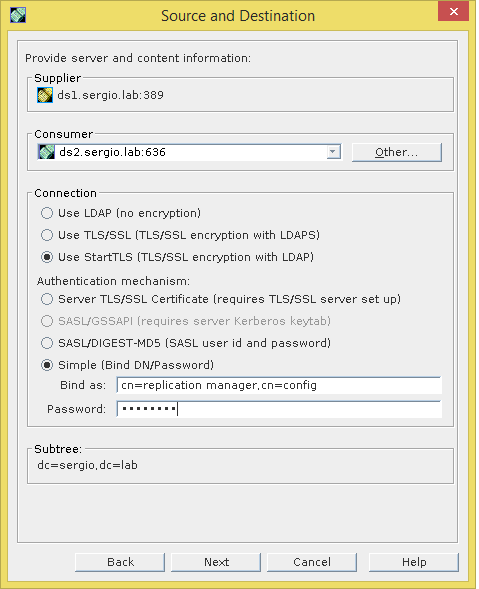 Source and Destination
Provide server and content information:
Supplier
ds1.sergio.lab:389
Consumer
ds2.sergio.lab:636
Other...
Connection
Use LDAP (no encryption)
Use TLS/SSL (TLS/SSL encryption with LDAPS)
Use StartTLS (TLS/SSL encryption with LDAP)
Authentication mechanism:
Server TLS/SSL Certificate (requires TLS/SSL server set up)
SASL/GSSAPI (requires server Kerberos keytab)
SASL/DIGEST-MD5 (SASL user id and password)
Simple (Bind DN/Password)
Bind as: cn=replication manager,cn=config
Password: ••••••••
Subtree:
dc=sergio,dc=lab
Back Next Cancel Help